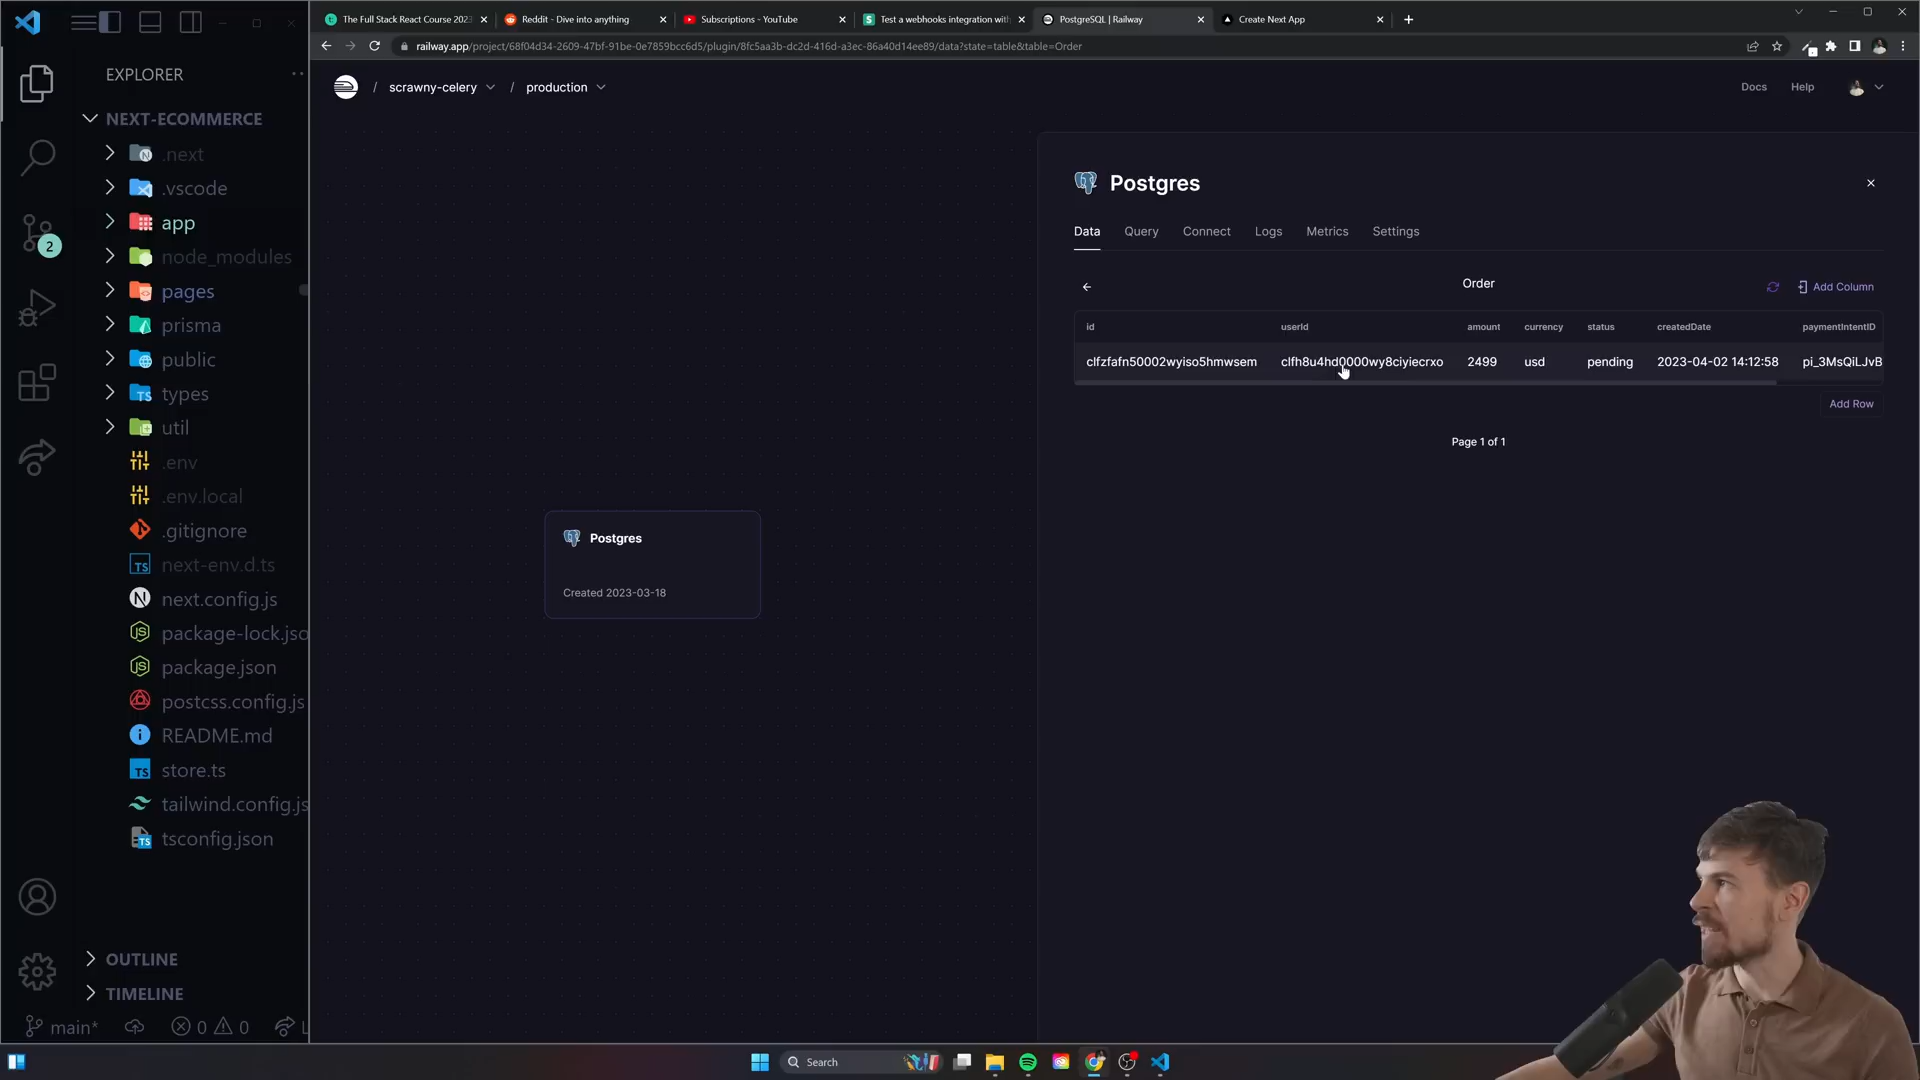 The Full Stack React Course 2023
Reddit - Dive into anything
Subscriptions - YouTube
Test a webhooks integration with
PostgreSQL | Railway
Create Next App
railway.app/project/68f04d34-2609-47bf-91be-0e7859bcc6d5/plugin/8fc5aa3b-dc2d-416d-a3ec-86a40d14ee89/data?state=table&table=Order
EXPLORER
NEXT-ECOMMERCE
.next
.vscode
app
node_modules
pages
prisma
public
types
util
.env
.env.local
.gitignore
next-env.d.ts
next.config.js
package-lock.jso
package.json
postcss.config.js
README.md
store.ts
tailwind.config.js
tsconfig.json
OUTLINE
TIMELINE
main*
0
0
L
2
/ scrawny-celery / production
Docs
Help
Postgres
Created 2023-03-18
Postgres
Data
Query
Connect
Logs
Metrics
Settings
Order
Add Column
id userId amount currency status createdDate paymentIntentID
clfzfafn50002wyiso5hmwsem clfh8u4hd0000wy8ciyiecrxo 2499 usd pending 2023-04-02 14:12:58 pi_3MsQiLJvB
Add Row
Page 1 of 1
Search